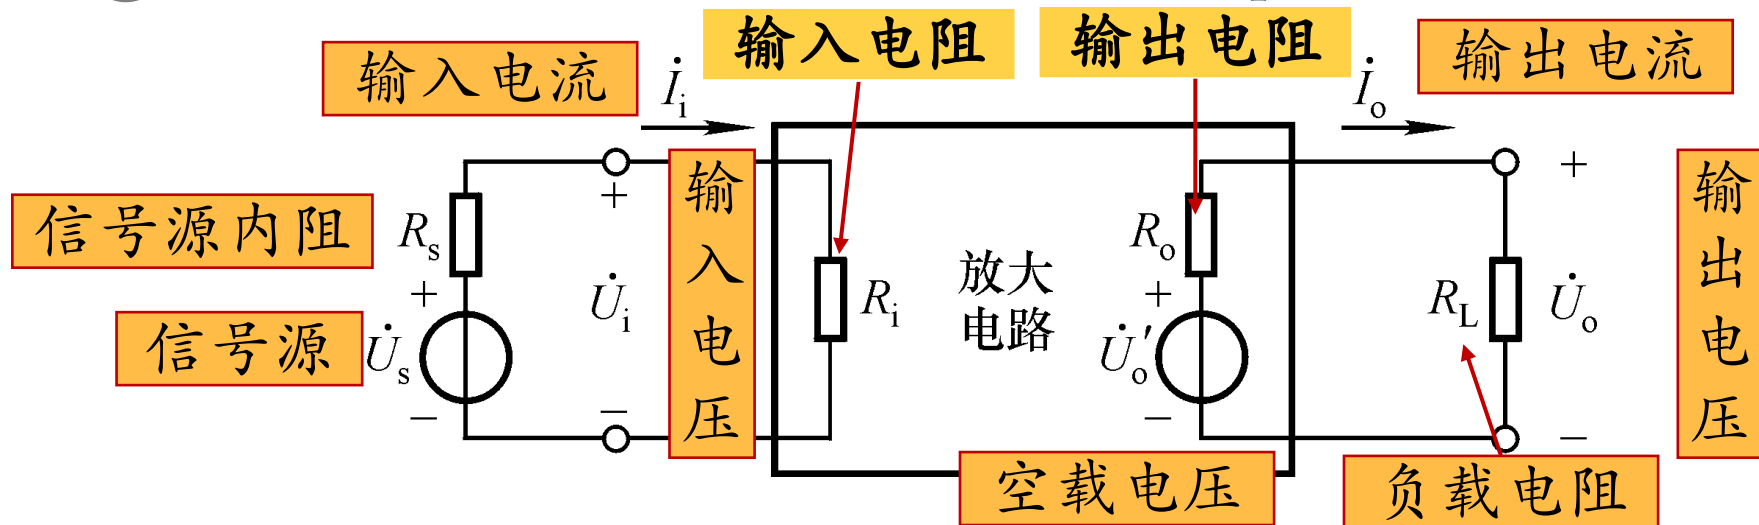 输入电阻
输出电阻
输入电流
输出电流
İi
İo
输入电压
输出电压
信号源内阻
Rs
+
+
+
Ro
放大
电路
Ri
RL
U̇i
U̇o
信号源
U̇s
+
+
U̇o′
−
−
−
−
空载电压
负载电阻